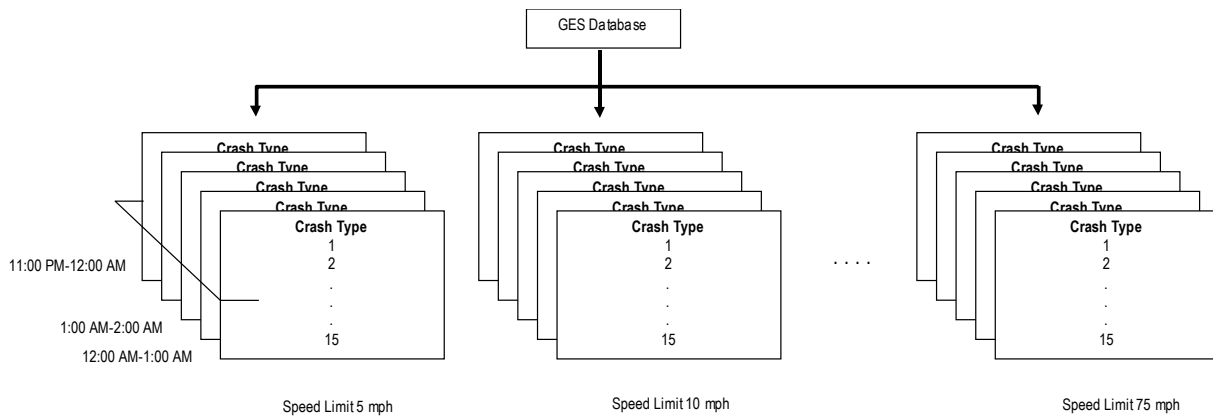 GES Database
Crash Type
Crash Type
Crash Type
Crash Type
Crash Type
1
2
.
.
.
15
Crash Type
Crash Type
Crash Type
Crash Type
Crash Type
1
2
.
.
.
15
. . . .
Crash Type
Crash Type
Crash Type
Crash Type
Crash Type
1
2
.
.
.
15
11:00 PM-12:00 AM
1:00 AM-2:00 AM
12:00 AM-1:00 AM
Speed Limit 5 mph
Speed Limit 10 mph
Speed Limit 75 mph